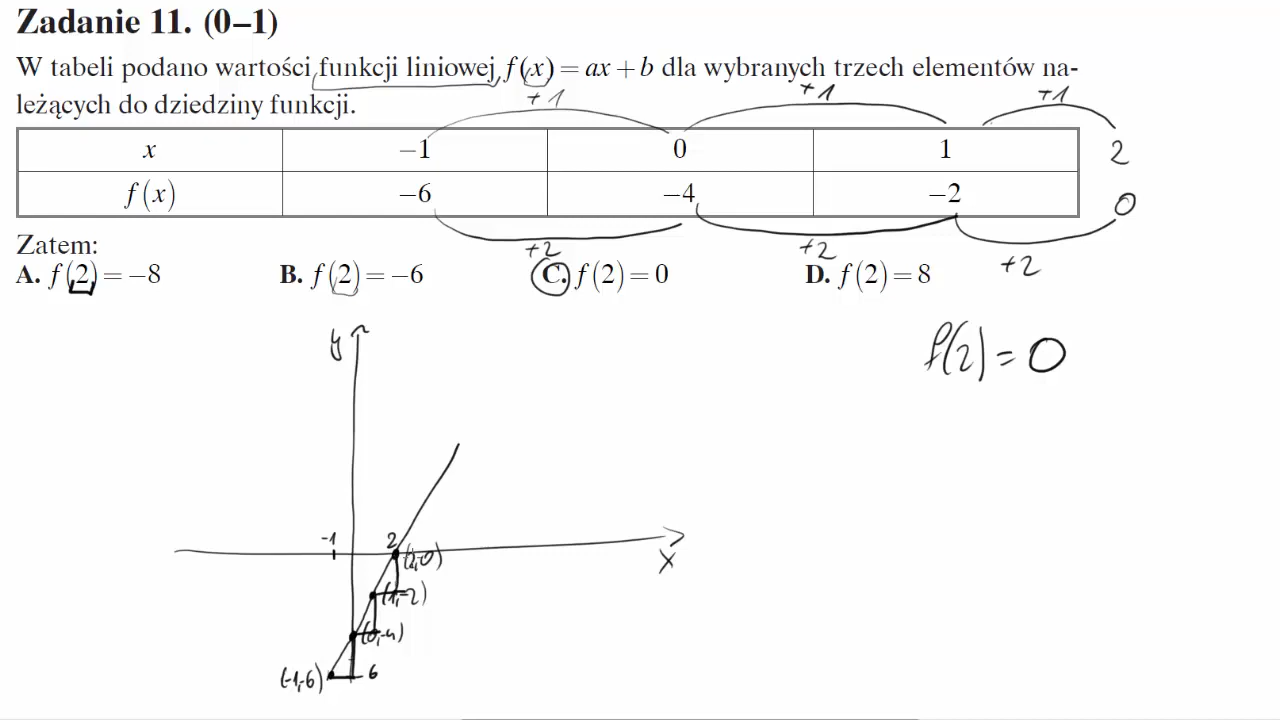 Zadanie 11. (0–1)
W tabeli podano wartości funkcji liniowej, f(x) = ax + b dla wybranych trzech elementów na-
leżących do dziedziny funkcji.
+1 +1 +1
x −1 0 1 2
f(x) −6 −4 −2 0
+2 +2 +2
Zatem:
A. f(2) = −8 B. f(2) = −6 C. f(2) = 0 D. f(2) = 8
y
f(2) = 0
-1 2
(2,0)
x
(1,-2)
(0,-4)
(-1,-6) 6